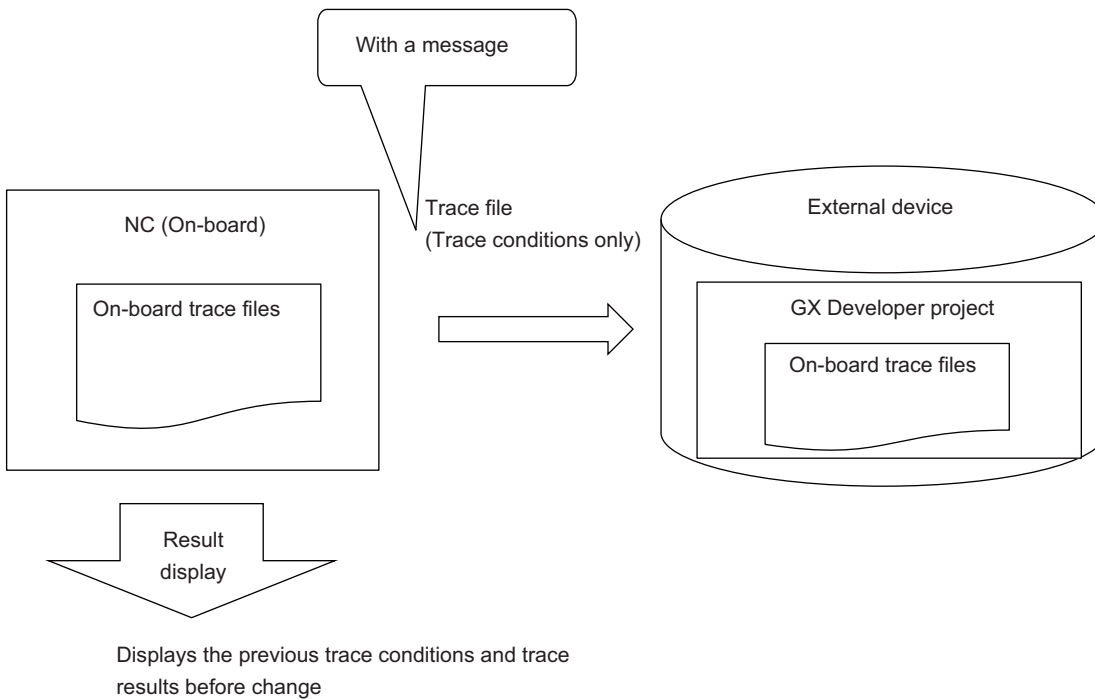 With a message
NC (On-board)
On-board trace files
Trace file
(Trace conditions only)
External device
GX Developer project
On-board trace files
Result
display
Displays the previous trace conditions and trace
results before change